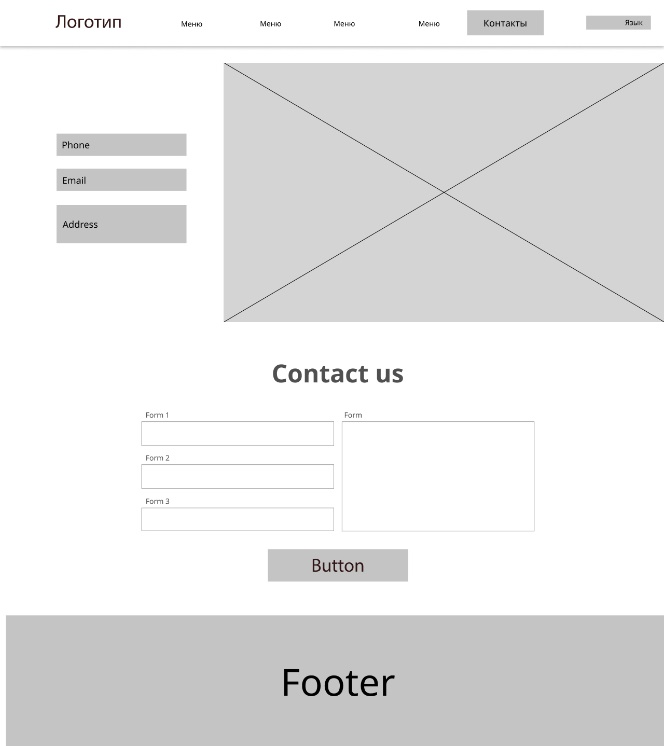 Логотип
Меню
Меню
Меню
Меню
Контакты
Язык
Phone
Email
Address
Contact us
Form 1
Form
Form 2
Form 3
Button
Footer